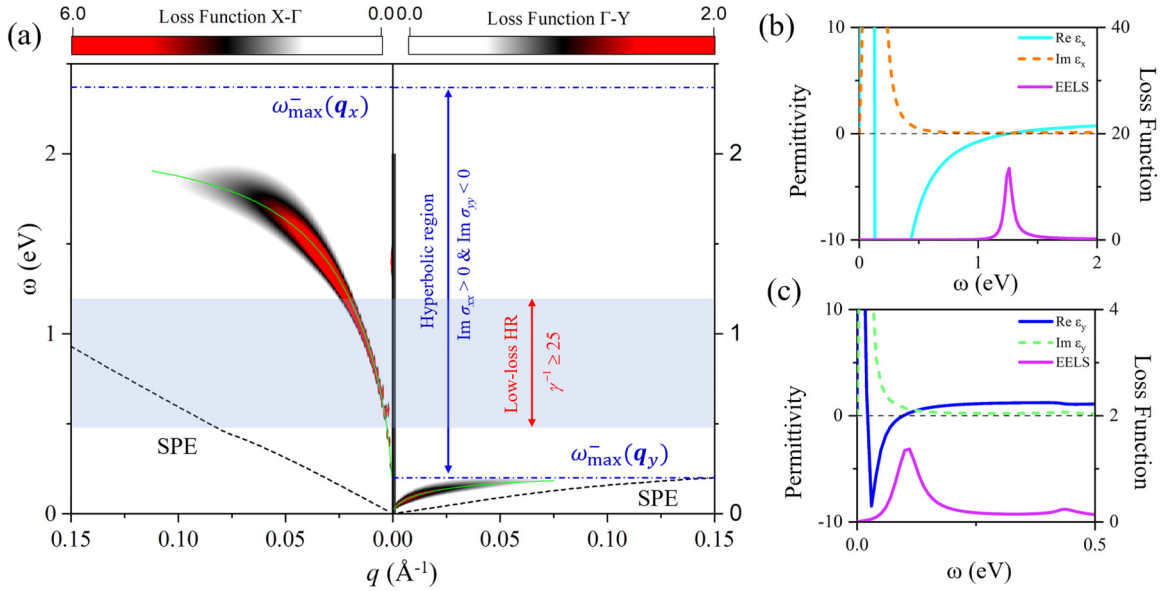 (a)
6.0 Loss Function X-Γ 0.0
0.0 Loss Function Γ-Y 2.0
ω⁻max(qx)
ω⁻max(qy)
Hyperbolic region
Im σxx > 0 & Im σyy < 0
Low-loss HR
γ⁻¹ ≥ 25
SPE
SPE
ω (eV)
2
1
0
2
1
0
0.15 0.10 0.05 0.00 0.05 0.10 0.15
q (Å⁻¹)
(b)
Re εx
Im εx
EELS
Permittivity
10
0
-10
Loss Function
40
20
0
0 1 2
ω (eV)
(c)
Re εy
Im εy
EELS
Permittivity
10
0
-10
Loss Function
4
2
0
0.0 0.5
ω (eV)